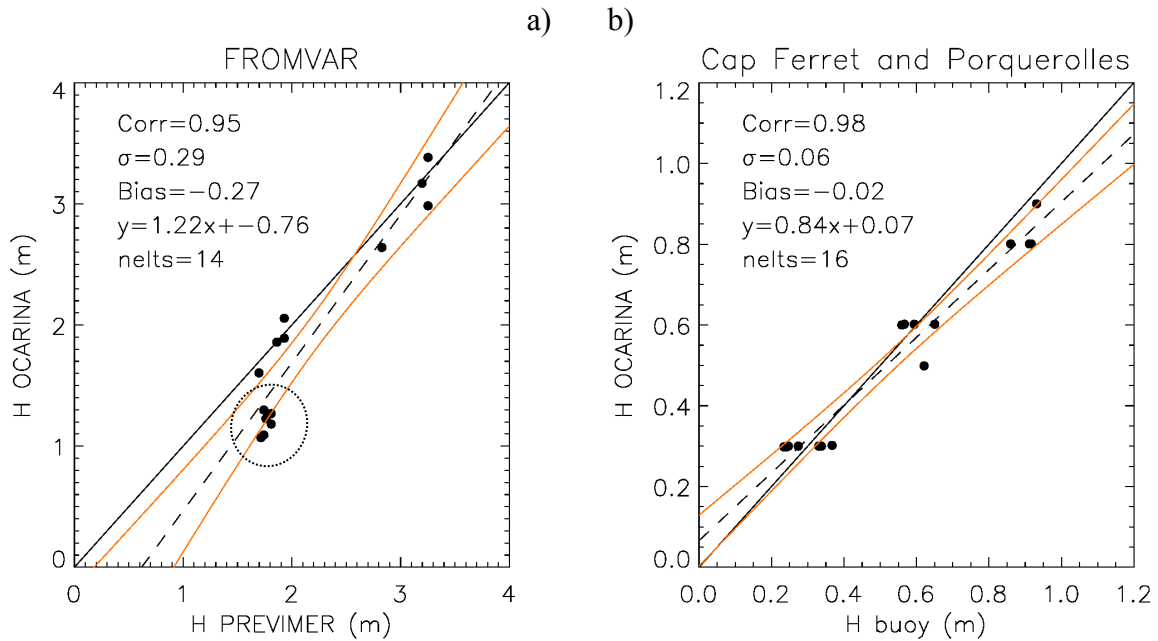 a)
FROMVAR
Corr=0.95
σ=0.29
Bias=−0.27
y=1.22x+−0.76
nelts=14
4
3
2
1
0
0 1 2 3 4
H OCARINA (m)
H PREVIMER (m)
b)
Cap Ferret and Porquerolles
Corr=0.98
σ=0.06
Bias=−0.02
y=0.84x+0.07
nelts=16
1.2
1.0
0.8
0.6
0.4
0.2
0.0
0.0 0.2 0.4 0.6 0.8 1.0 1.2
H OCARINA (m)
H buoy (m)